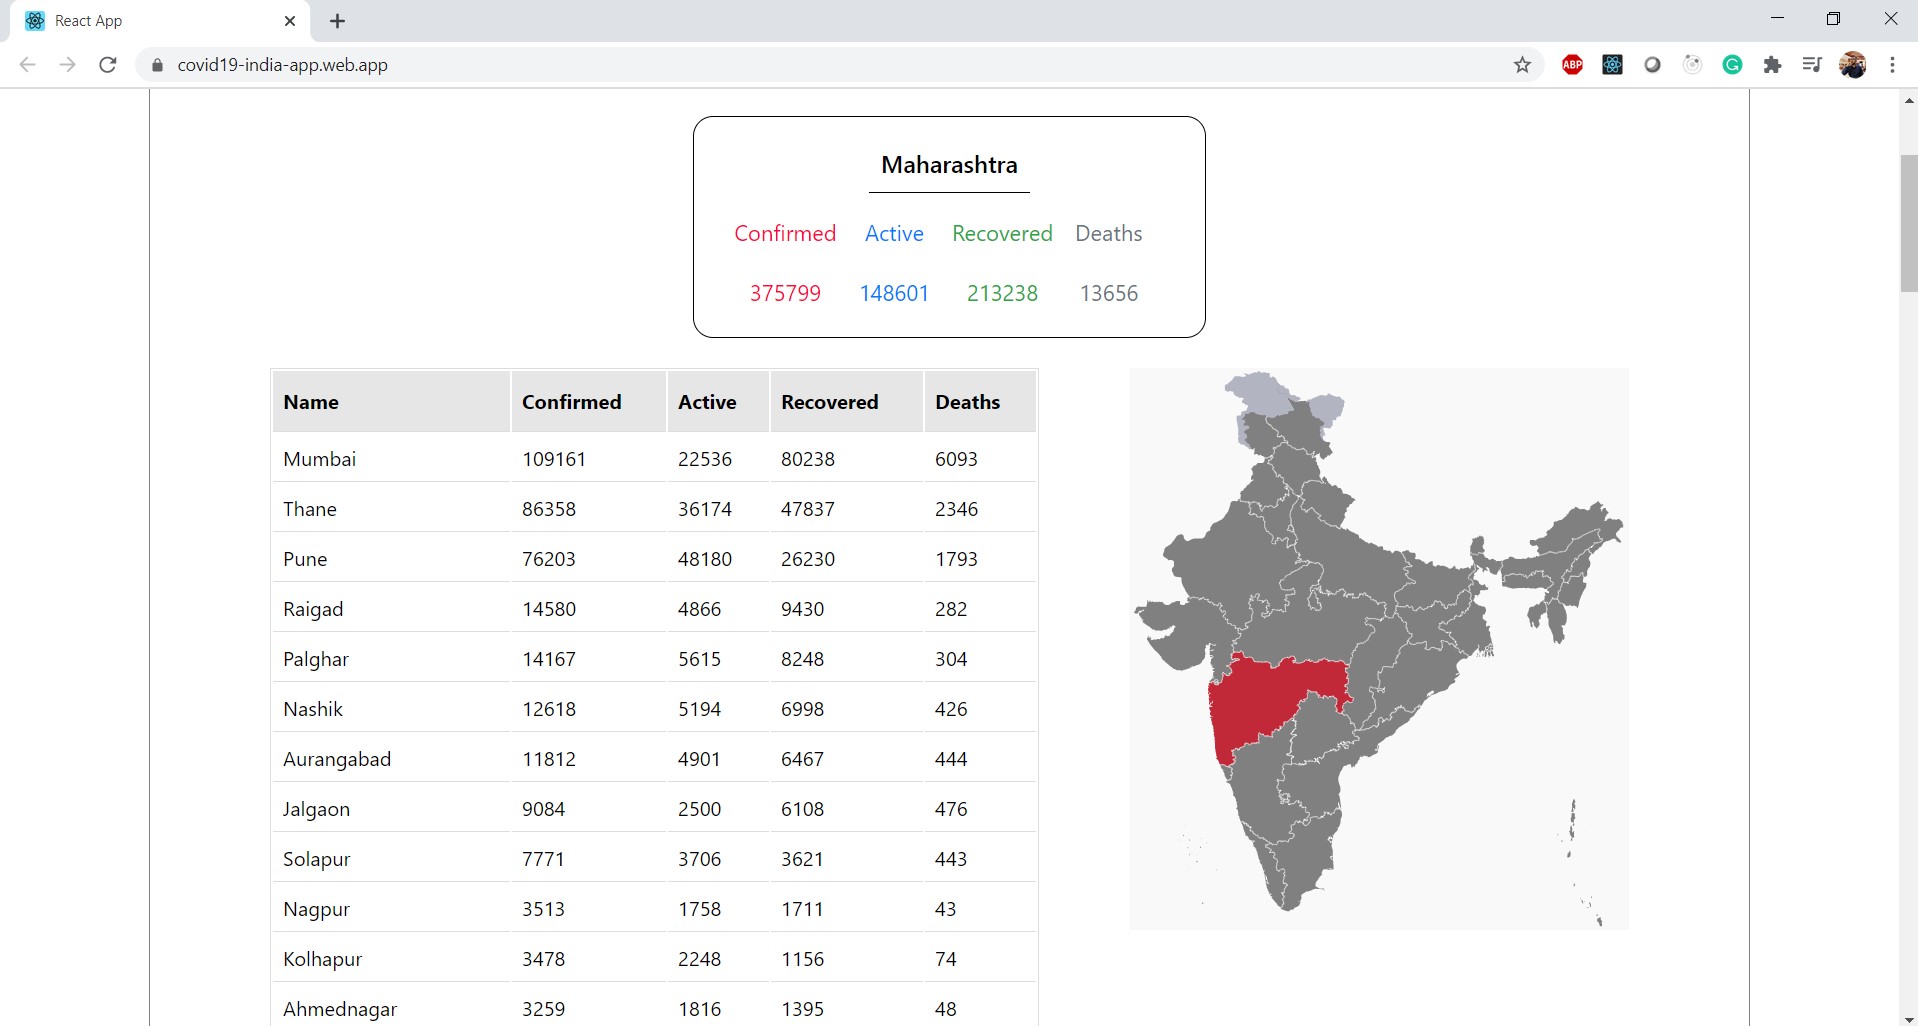 React App
covid19-india-app.web.app
ABP
G
Maharashtra
Confirmed Active Recovered Deaths
375799 148601 213238 13656
Name Confirmed Active Recovered Deaths
Mumbai 109161 22536 80238 6093
Thane 86358 36174 47837 2346
Pune 76203 48180 26230 1793
Raigad 14580 4866 9430 282
Palghar 14167 5615 8248 304
Nashik 12618 5194 6998 426
Aurangabad 11812 4901 6467 444
Jalgaon 9084 2500 6108 476
Solapur 7771 3706 3621 443
Nagpur 3513 1758 1711 43
Kolhapur 3478 2248 1156 74
Ahmednagar 3259 1816 1395 48